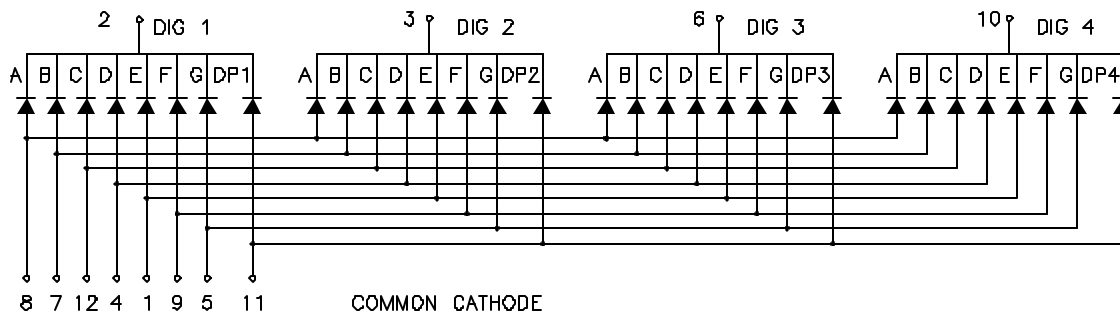 2 DIG 1 3 DIG 2 6 DIG 3 10 DIG 4
A B C D E F G DP1 A B C D E F G DP2 A B C D E F G DP3 A B C D E F G DP4
8 7 12 4 1 9 5 11 COMMON CATHODE